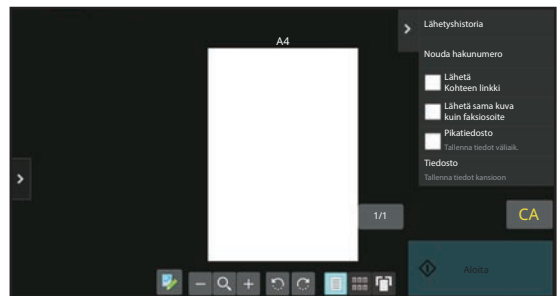 A4
Lähetyshistoria
Nouda hakunumero
Lähetä
Kohteen linkki
Lähetä sama kuva
kuin faksiosoite
Pikatiedosto
Tallenna tiedot väliaik.
Tiedosto
Tallenna tiedot kansioon
1/1
CA
Aloita